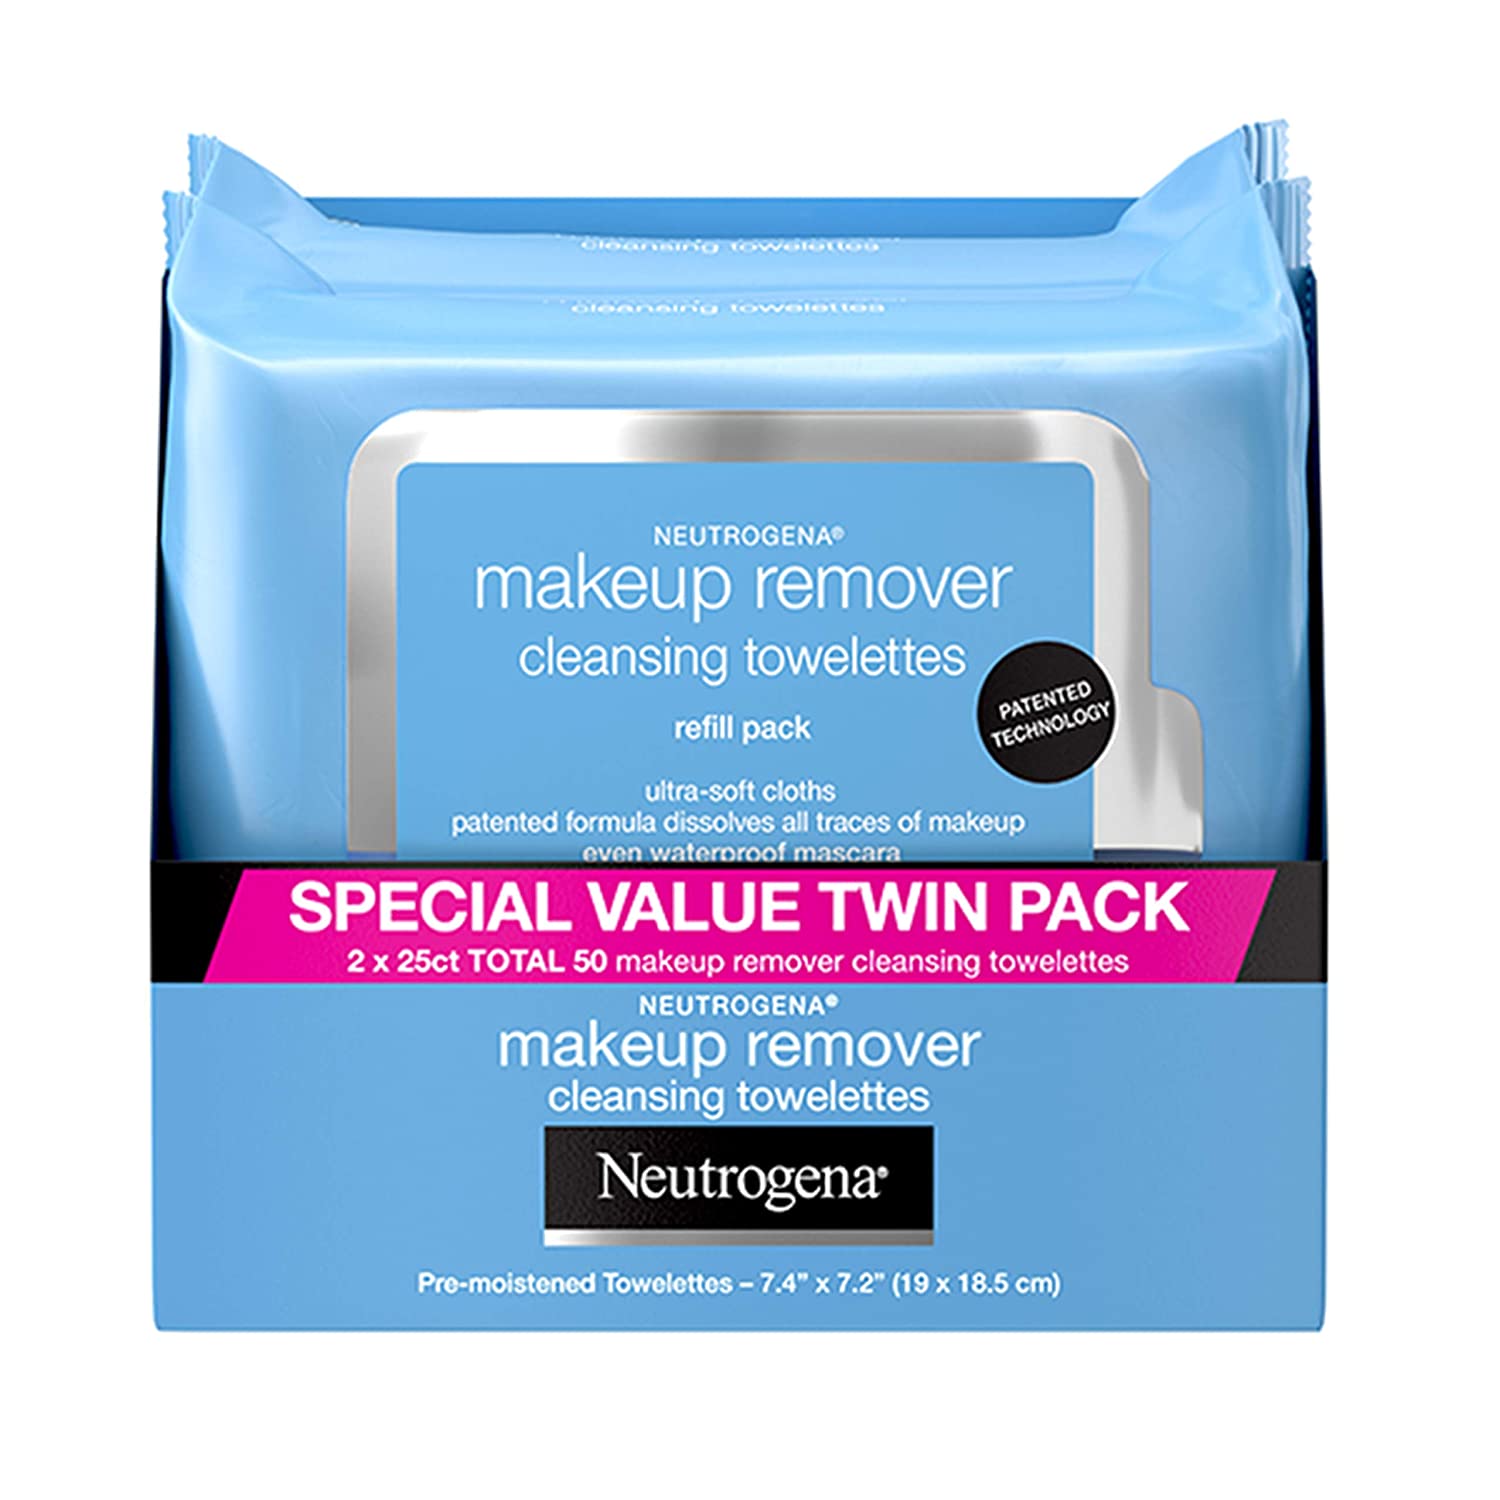 cleansing towelettes
cleansing towelettes
NEUTROGENA®
makeup remover
cleansing towelettes
refill pack
PATENTED
TECHNOLOGY
ultra-soft cloths
patented formula dissolves all traces of makeup
even waterproof mascara
SPECIAL VALUE TWIN PACK
2 x 25ct TOTAL 50 makeup remover cleansing towelettes
NEUTROGENA®
makeup remover
cleansing towelettes
Neutrogena®
Pre-moistened Towelettes – 7.4” x 7.2” (19 x 18.5 cm)